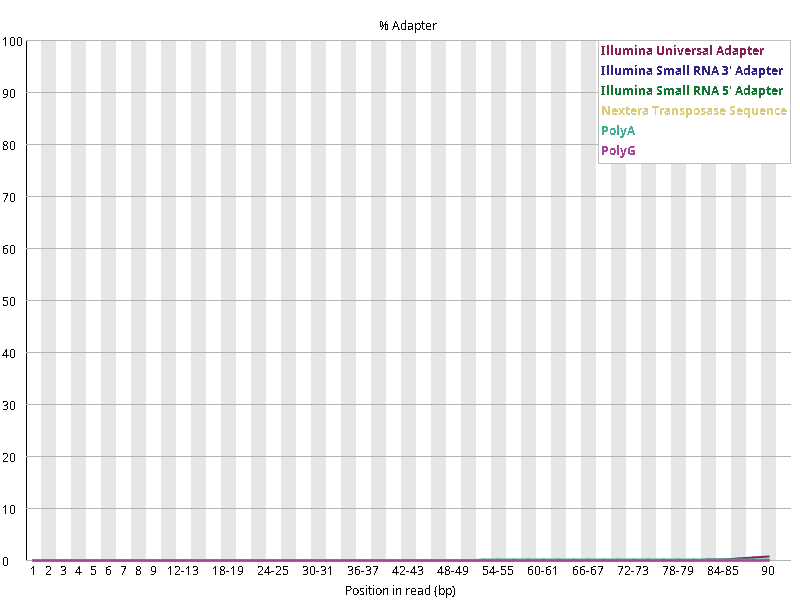 % Adapter
100
90
80
70
60
50
40
30
20
10
0
Illumina Universal Adapter
Illumina Small RNA 3' Adapter
Illumina Small RNA 5' Adapter
Nextera Transposase Sequence
PolyA
PolyG
1 2 3 4 5 6 7 8 9 12-13 18-19 24-25 30-31 36-37 42-43 48-49 54-55 60-61 66-67 72-73 78-79 84-85 90
Position in read (bp)